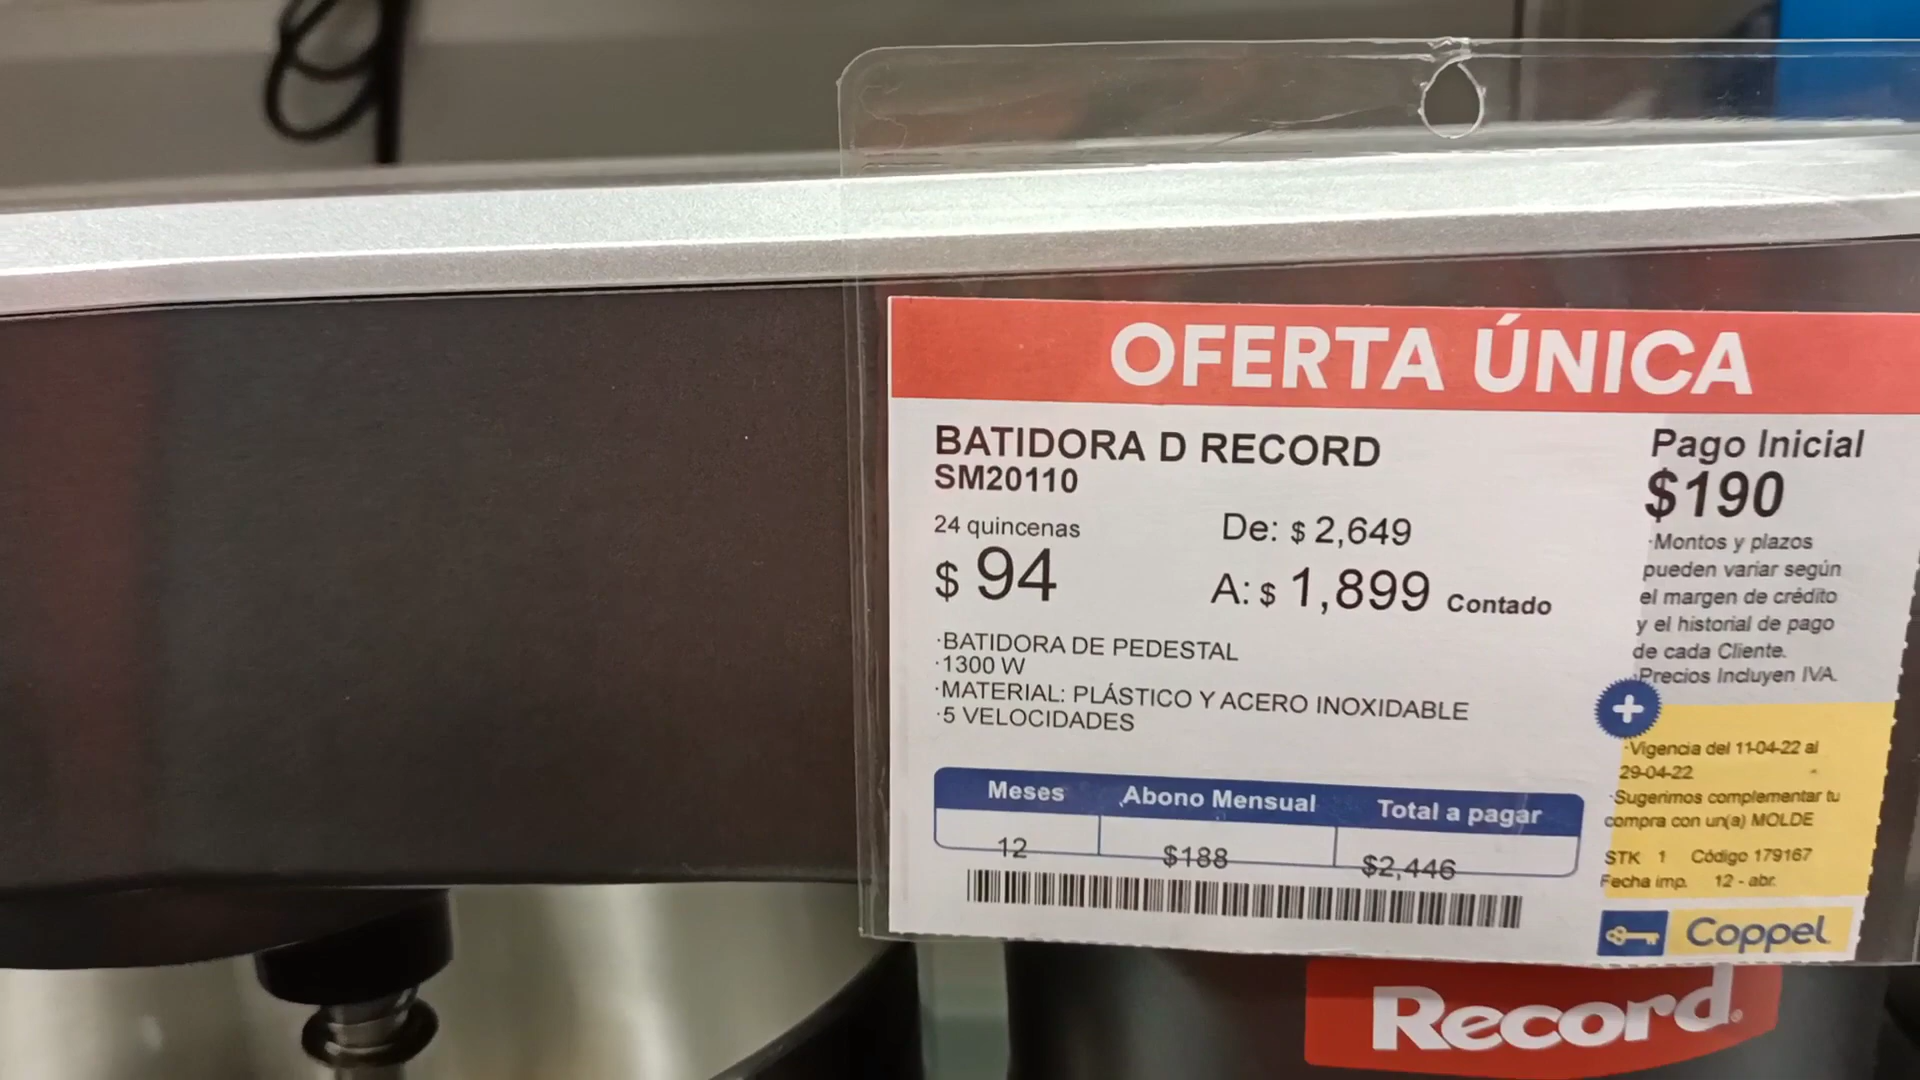 OFERTA ÚNICA
BATIDORA D RECORD
SM20110
24 quincenas
$ 94
De: $ 2,649
A: $ 1,899 Contado
·BATIDORA DE PEDESTAL
·1300 W
·MATERIAL: PLÁSTICO Y ACERO INOXIDABLE
·5 VELOCIDADES
Pago Inicial
$190
·Montos y plazos
pueden variar según
el margen de crédito
y el historial de pago
de cada Cliente.
·Precios Incluyen IVA.
+
·Vigencia del 11-04-22 al
29-04-22
·Sugerimos complementar tu
compra con un(a) MOLDE
STK 1 Código 179167
Fecha imp. 12 - abr.
Meses Abono Mensual Total a pagar
12 $188 $2,446
Coppel
Record.